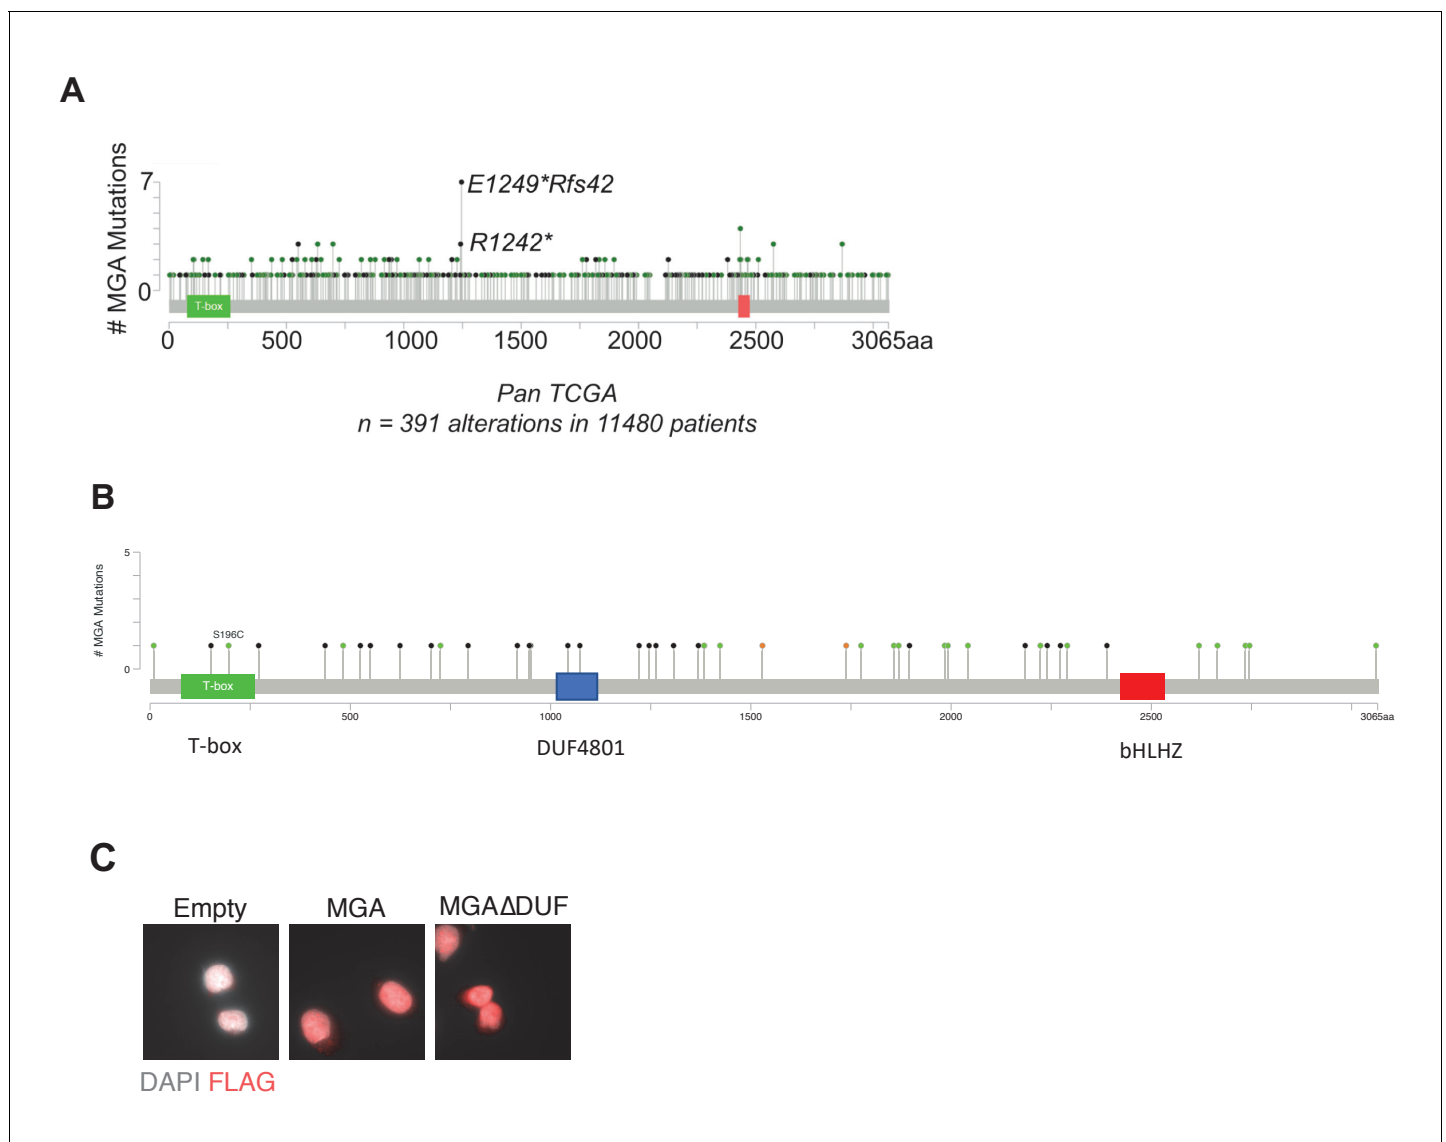 A
# MGA Mutations
7
E1249*Rfs42
R1242*
0
T-box
0 500 1000 1500 2000 2500 3065aa
Pan TCGA
n = 391 alterations in 11480 patients
B
# MGA Mutations
5
S196C
0
T-box
0 500 1000 1500 2000 2500 3065aa
T-box DUF4801 bHLHZ
C
Empty MGA MGAΔDUF
DAPI FLAG